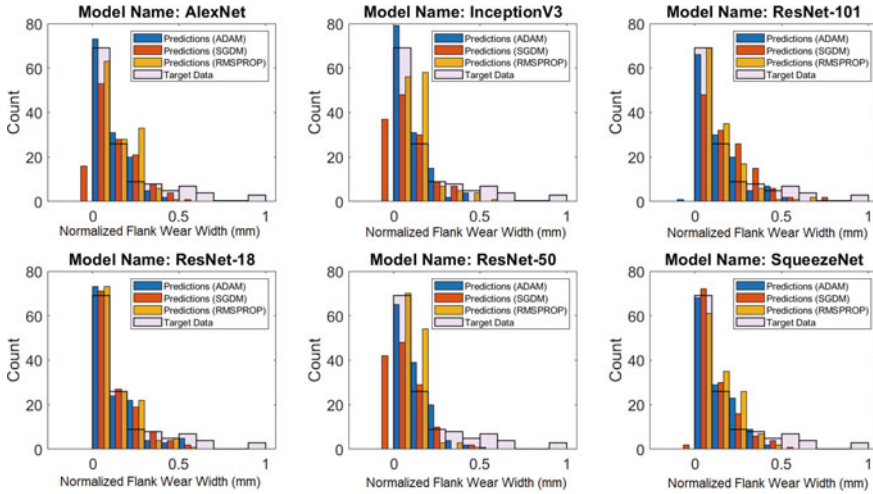 Model Name: AlexNet
80
60
40
20
0
Count
Predictions (ADAM)
Predictions (SGDM)
Predictions (RMSPROP)
Target Data
0
0.5
1
Normalized Flank Wear Width (mm)
Model Name: InceptionV3
80
60
40
20
0
Count
Predictions (ADAM)
Predictions (SGDM)
Predictions (RMSPROP)
Target Data
0
0.5
1
Normalized Flank Wear Width (mm)
Model Name: ResNet-101
80
60
40
20
0
Count
Predictions (ADAM)
Predictions (SGDM)
Predictions (RMSPROP)
Target Data
0
0.5
1
Normalized Flank Wear Width (mm)
Model Name: ResNet-18
80
60
40
20
0
Count
Predictions (ADAM)
Predictions (SGDM)
Predictions (RMSPROP)
Target Data
0
0.5
1
Normalized Flank Wear Width (mm)
Model Name: ResNet-50
80
60
40
20
0
Count
Predictions (ADAM)
Predictions (SGDM)
Predictions (RMSPROP)
Target Data
0
0.5
1
Normalized Flank Wear Width (mm)
Model Name: SqueezeNet
80
60
40
20
0
Count
Predictions (ADAM)
Predictions (SGDM)
Predictions (RMSPROP)
Target Data
0
0.5
1
Normalized Flank Wear Width (mm)